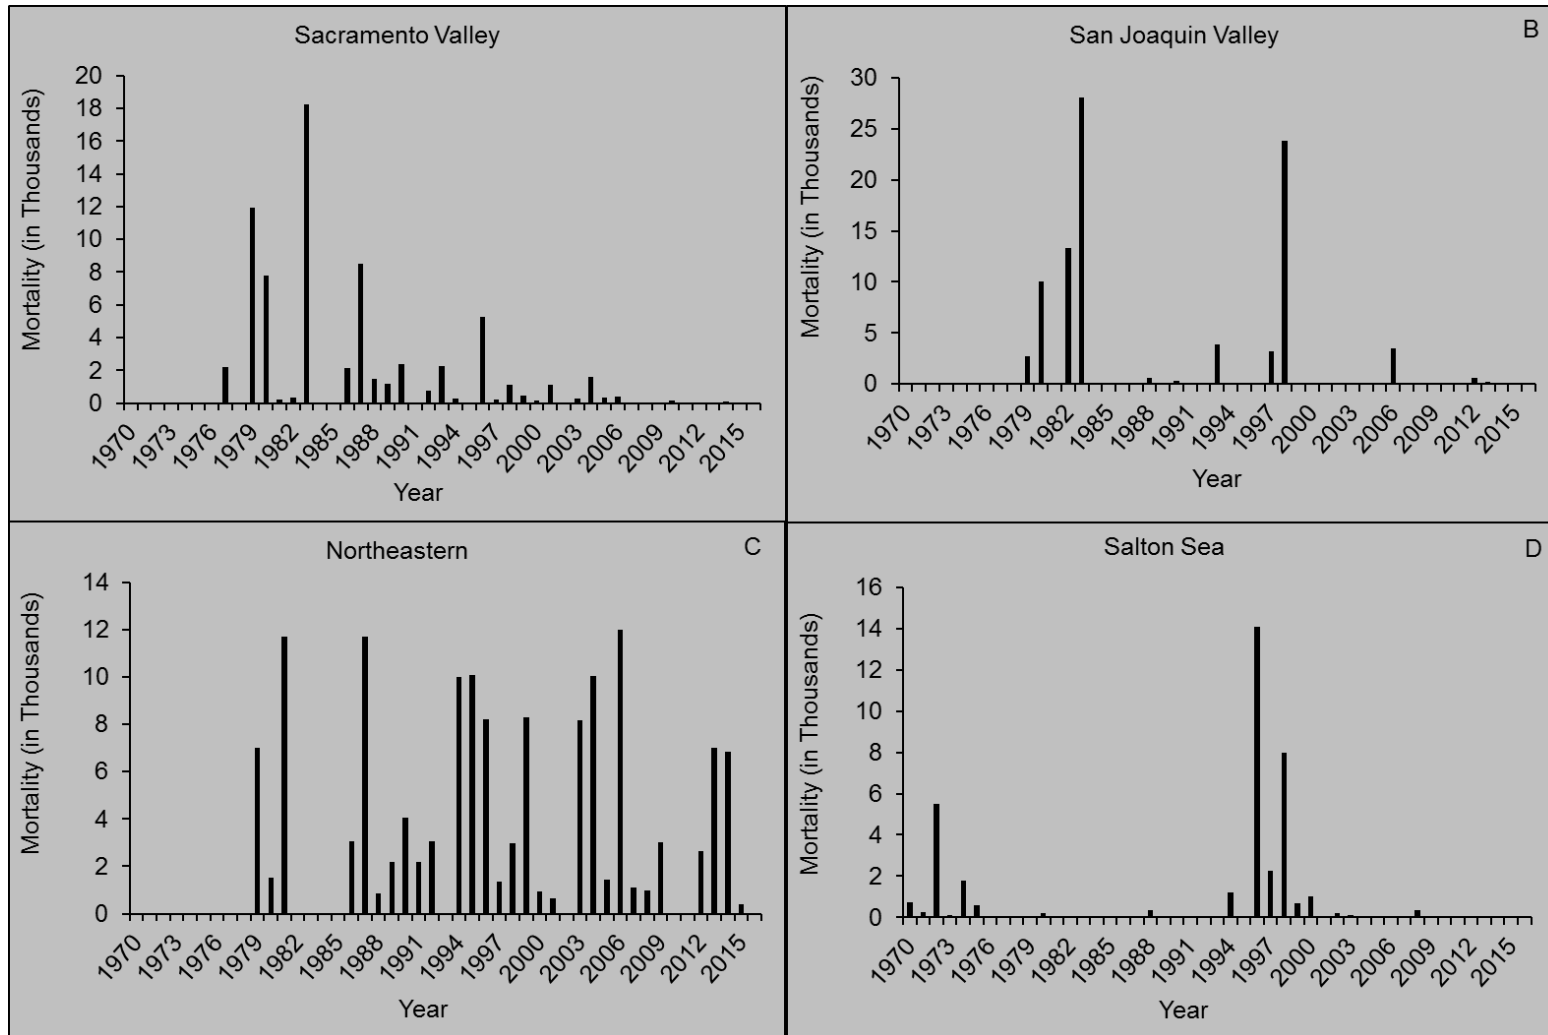 Sacramento Valley
Mortality (in Thousands)
20
18
16
14
12
10
8
6
4
2
0
1970 1973 1976 1979 1982 1985 1988 1991 1994 1997 2000 2003 2006 2009 2012 2015
Year
San Joaquin Valley
B
Mortality (in Thousands)
30
25
20
15
10
5
0
1970 1973 1976 1979 1982 1985 1988 1991 1994 1997 2000 2003 2006 2009 2012 2015
Year
Northeastern
C
Mortality (in Thousands)
14
12
10
8
6
4
2
0
1970 1973 1976 1979 1982 1985 1988 1991 1994 1997 2000 2003 2006 2009 2012 2015
Year
Salton Sea
D
Mortality (in Thousands)
16
14
12
10
8
6
4
2
0
1970 1973 1976 1979 1982 1985 1988 1991 1994 1997 2000 2003 2006 2009 2012 2015
Year